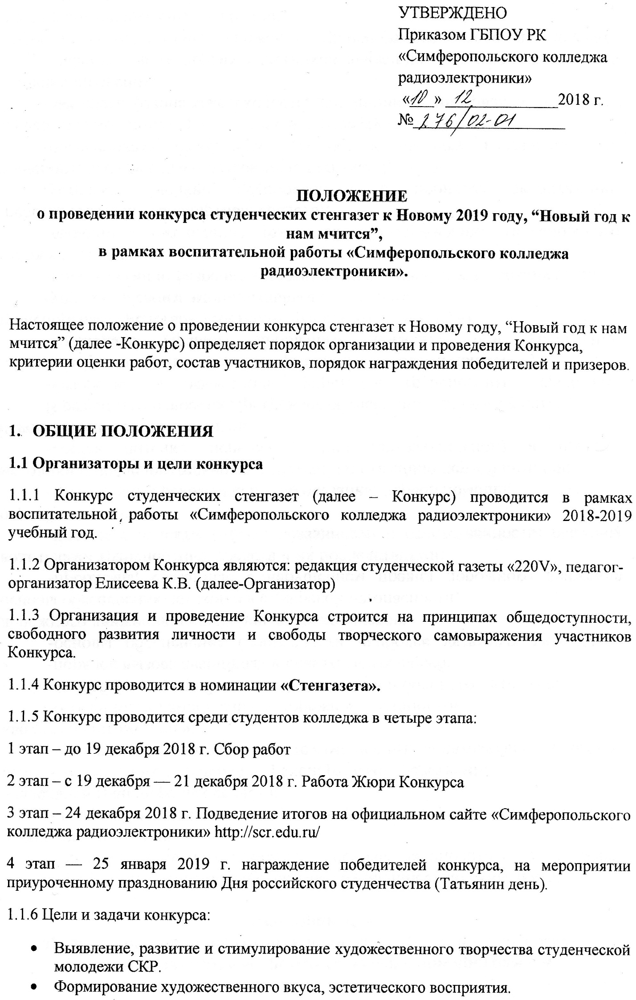 УТВЕРЖДЕНО
Приказом ГБПОУ РК
«Симферопольского колледжа
радиоэлектроники»
«10» 12 2018 г.
№ 276/02-01
ПОЛОЖЕНИЕ
о проведении конкурса студенческих стенгазет к Новому 2019 году, “Новый год к
нам мчится”,
в рамках воспитательной работы «Симферопольского колледжа
радиоэлектроники».
Настоящее положение о проведении конкурса стенгазет к Новому году, “Новый год к нам
мчится” (далее -Конкурс) определяет порядок организации и проведения Конкурса,
критерии оценки работ, состав участников, порядок награждения победителей и призеров.
1. ОБЩИЕ ПОЛОЖЕНИЯ
1.1 Организаторы и цели конкурса
1.1.1 Конкурс студенческих стенгазет (далее – Конкурс) проводится в рамках
воспитательной работы «Симферопольского колледжа радиоэлектроники» 2018-2019
учебный год.
1.1.2 Организатором Конкурса являются: редакция студенческой газеты «220V», педагог-
организатор Елисеева К.В. (далее-Организатор)
1.1.3 Организация и проведение Конкурса строится на принципах общедоступности,
свободного развития личности и свободы творческого самовыражения участников
Конкурса.
1.1.4 Конкурс проводится в номинации «Стенгазета».
1.1.5 Конкурс проводится среди студентов колледжа в четыре этапа:
1 этап – до 19 декабря 2018 г. Сбор работ
2 этап – с 19 декабря — 21 декабря 2018 г. Работа Жюри Конкурса
3 этап – 24 декабря 2018 г. Подведение итогов на официальном сайте «Симферопольского
колледжа радиоэлектроники» http://scr.edu.ru/
4 этап — 25 января 2019 г. награждение победителей конкурса, на мероприятии
приуроченному празднованию Дня российского студенчества (Татьянин день).
1.1.6 Цели и задачи конкурса:
• Выявление, развитие и стимулирование художественного творчества студенческой
молодежи СКР.
• Формирование художественного вкуса, эстетического восприятия.